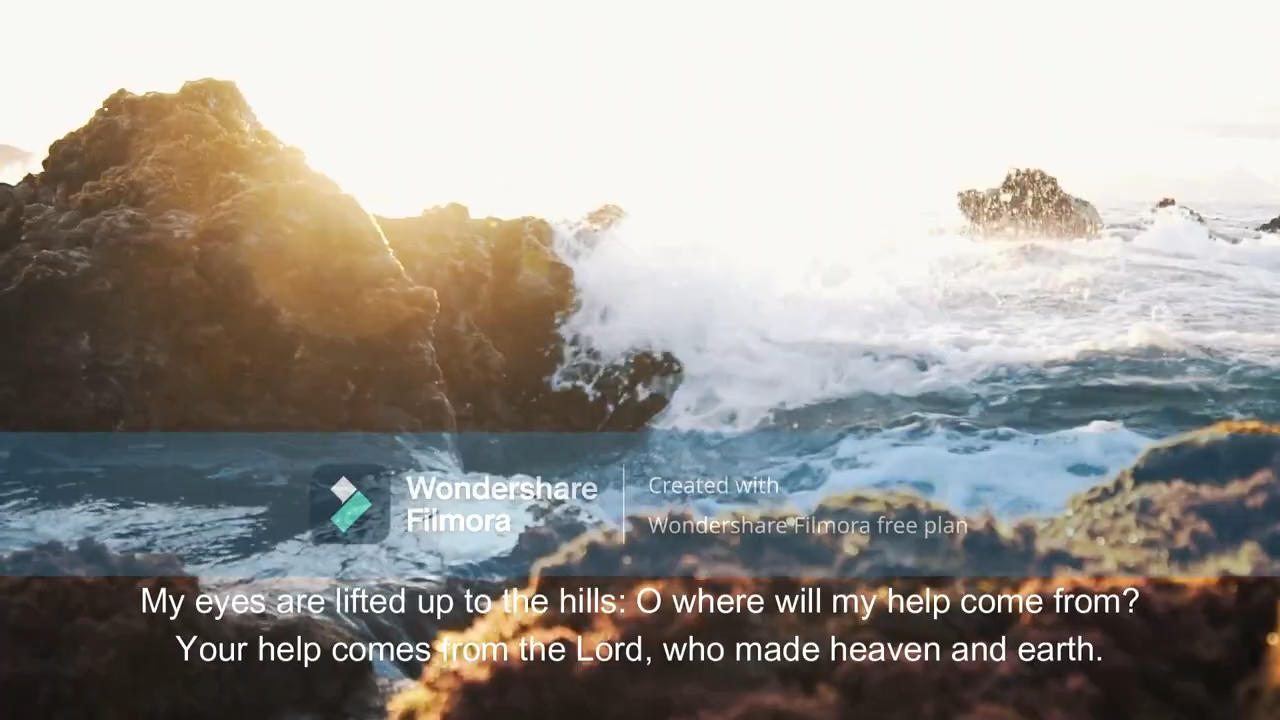 Wondershare
Filmora
Created with
Wondershare Filmora free plan
My eyes are lifted up to the hills: O where will my help come from?
Your help comes from the Lord, who made heaven and earth.